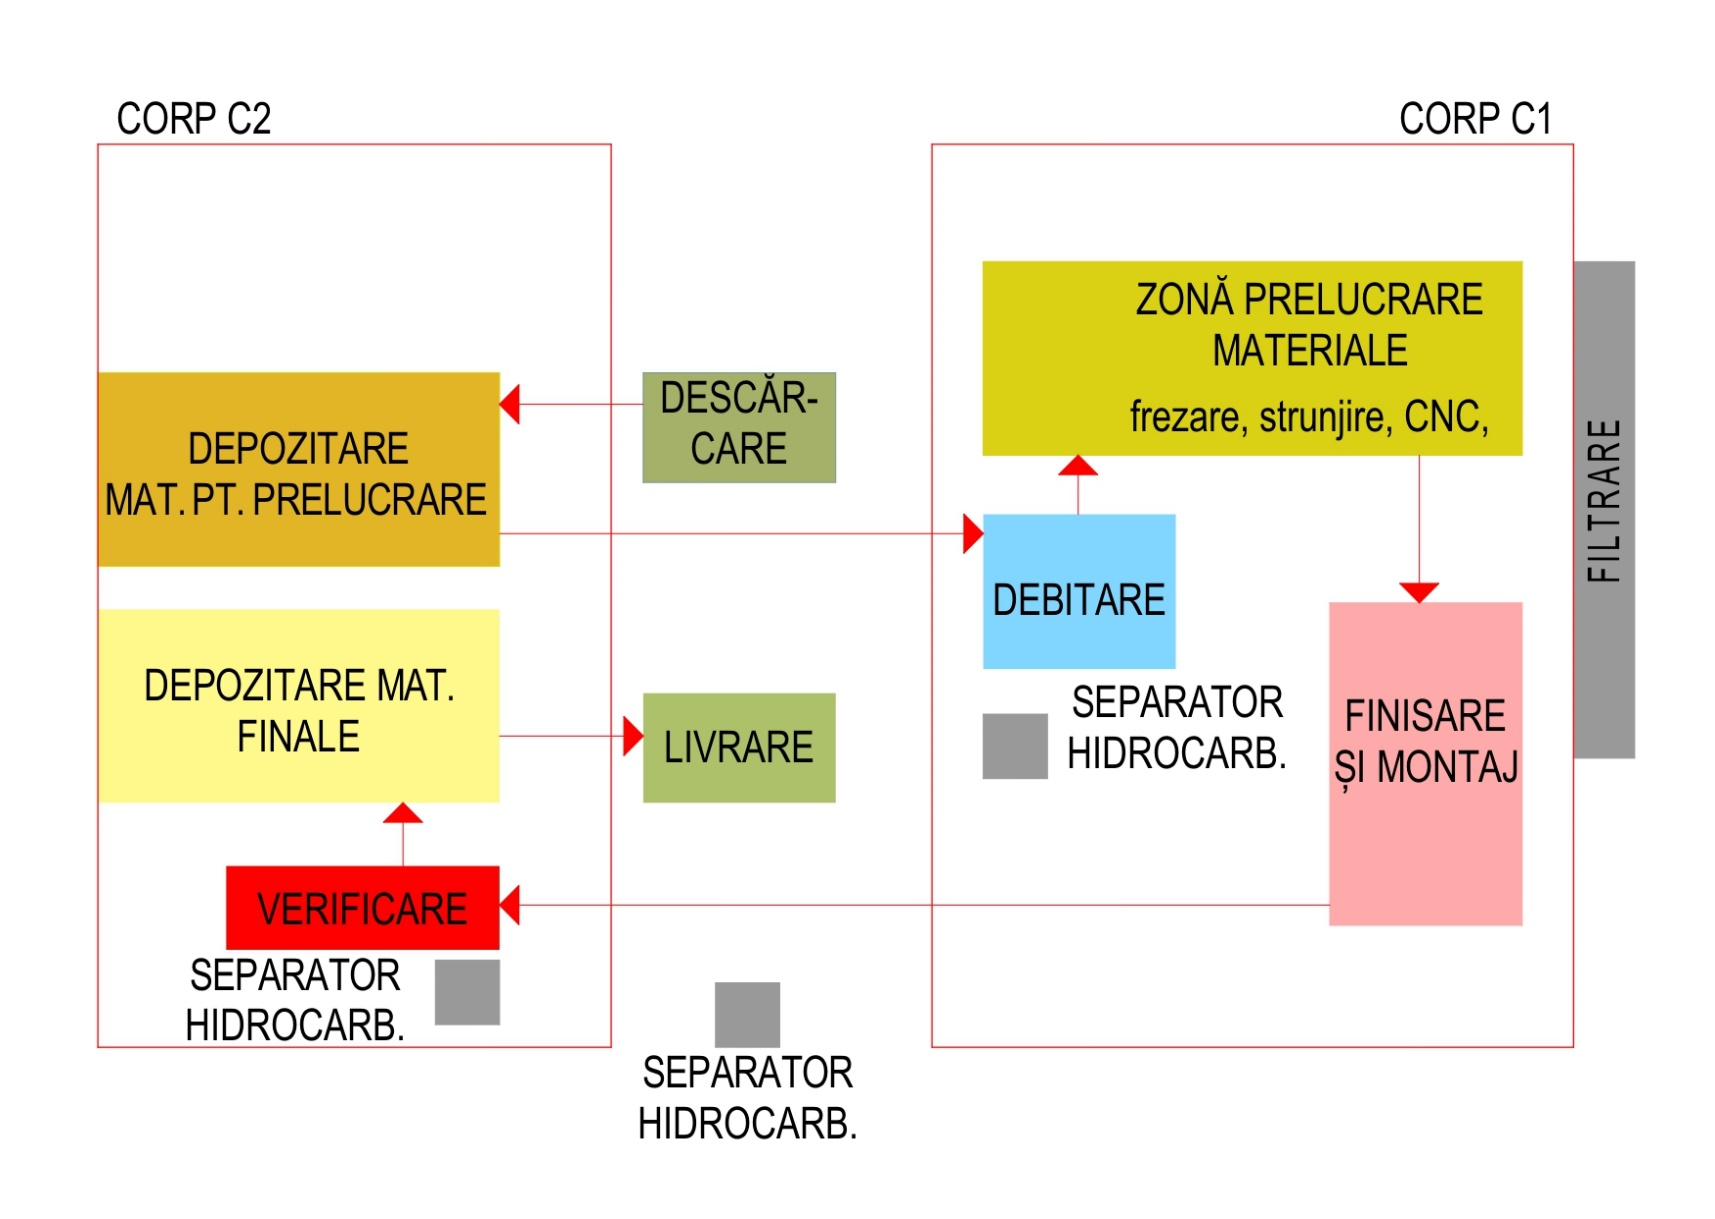 CORP C2
CORP C1
ZONĂ PRELUCRARE
MATERIALE
frezare, strunjire, CNC,
DESCĂR-
CARE
DEPOZITARE
MAT. PT. PRELUCRARE
FILTRARE
DEBITARE
DEPOZITARE MAT.
FINALE
LIVRARE
SEPARATOR
HIDROCARB.
FINISARE
ȘI MONTAJ
VERIFICARE
SEPARATOR
HIDROCARB.
SEPARATOR
HIDROCARB.